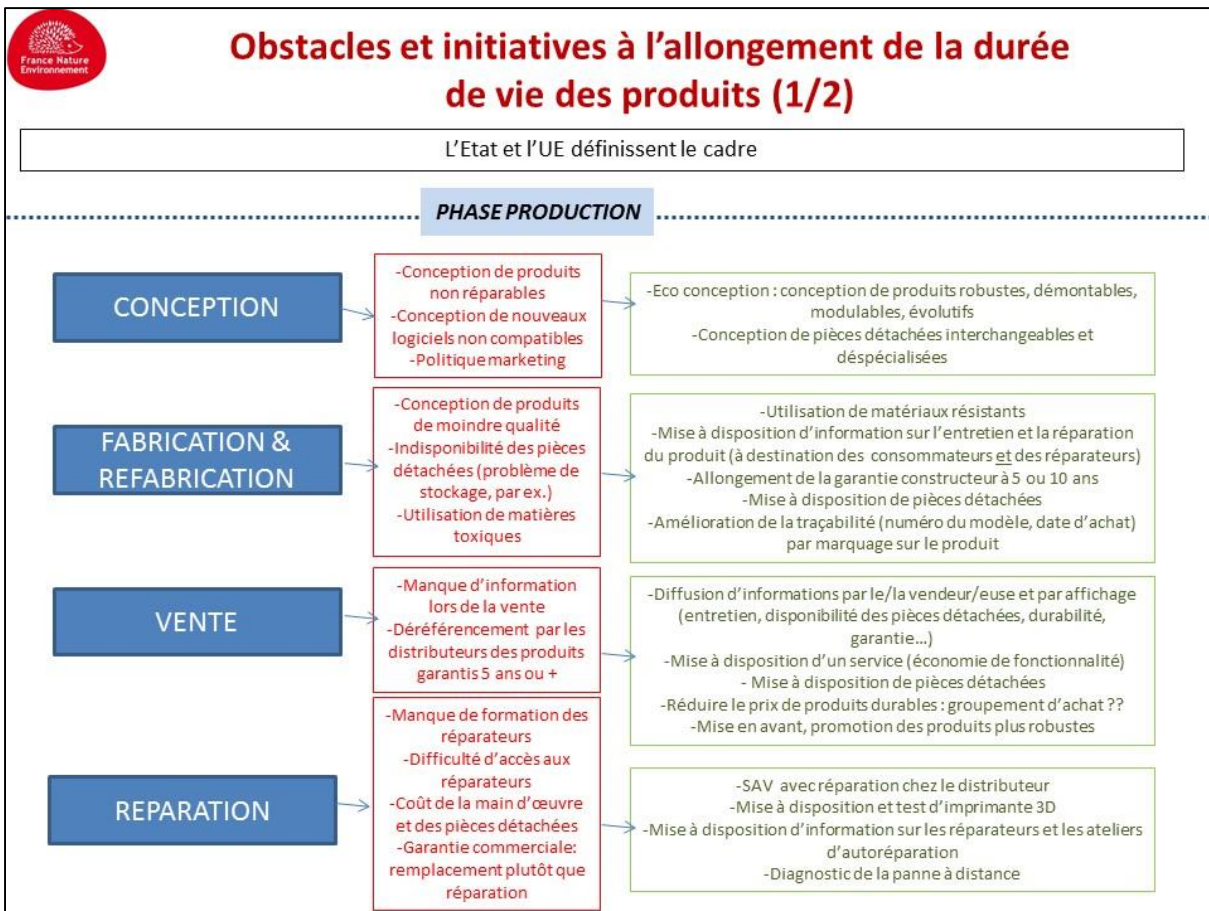 France Nature
Environnement
Obstacles et initiatives à l’allongement de la durée
de vie des produits (1/2)
L’Etat et l’UE définissent le cadre
PHASE PRODUCTION
CONCEPTION
-Conception de produits
non réparables
-Conception de nouveaux
logiciels non compatibles
-Politique marketing
-Eco conception : conception de produits robustes, démontables,
modulables, évolutifs
-Conception de pièces détachées interchangeables et
déspécialisées
FABRICATION &
REFABRICATION
-Conception de produits
de moindre qualité
-Indisponibilité des pièces
détachées (problème de
stockage, par ex.)
-Utilisation de matières
toxiques
-Utilisation de matériaux résistants
-Mise à disposition d’information sur l’entretien et la réparation
du produit (à destination des consommateurs et des réparateurs)
-Allongement de la garantie constructeur à 5 ou 10 ans
-Mise à disposition de pièces détachées
-Amélioration de la traçabilité (numéro du modèle, date d’achat)
par marquage sur le produit
VENTE
-Manque d’information
lors de la vente
-Déréférencement par les
distributeurs des produits
garantis 5 ans ou +
-Diffusion d’informations par le/la vendeur/euse et par affichage
(entretien, disponibilité des pièces détachées, durabilité,
garantie...)
-Mise à disposition d’un service (économie de fonctionnalité)
- Mise à disposition de pièces détachées
-Réduire le prix de produits durables : groupement d’achat ??
-Mise en avant, promotion des produits plus robustes
REPARATION
-Manque de formation des
réparateurs
-Difficulté d’accès aux
réparateurs
-Coût de la main d’œuvre
et des pièces détachées
-Garantie commerciale:
remplacement plutôt que
réparation
-SAV avec réparation chez le distributeur
-Mise à disposition et test d’imprimante 3D
-Mise à disposition d’information sur les réparateurs et les ateliers
d’autoréparation
-Diagnostic de la panne à distance